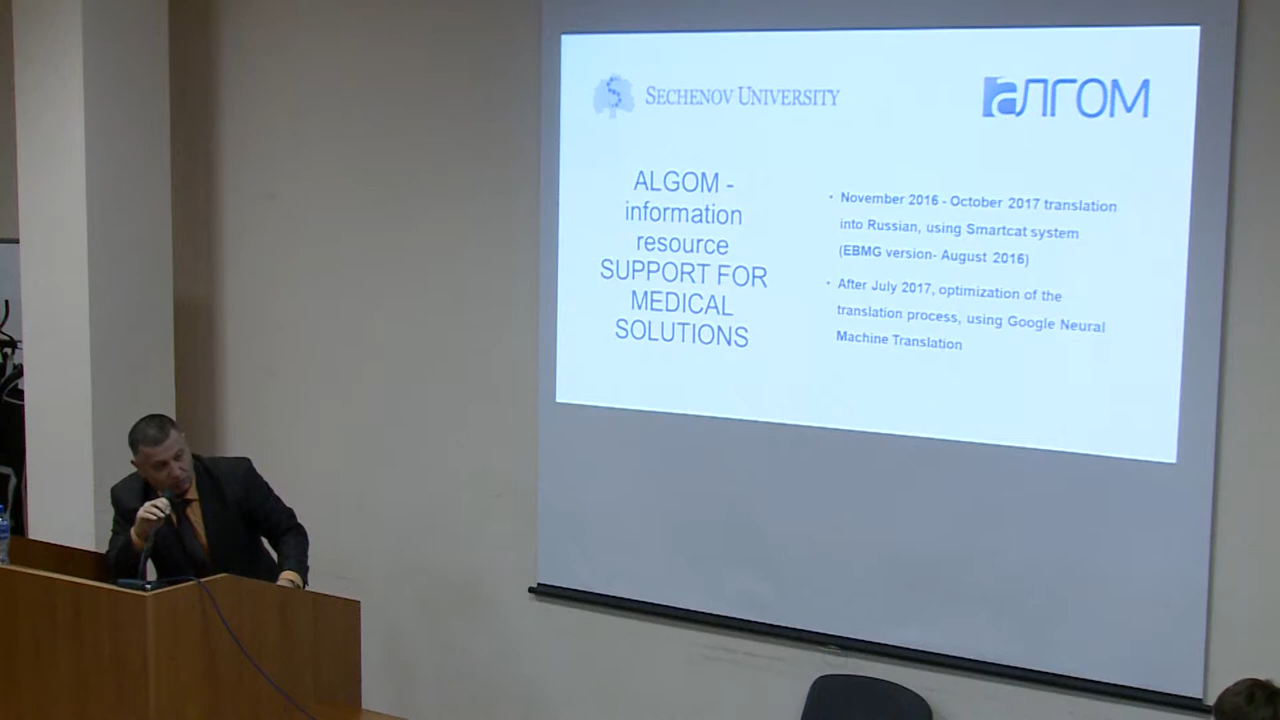 SECHENOV UNIVERSITY
алгом
ALGOM -
information
resource
SUPPORT FOR
MEDICAL
SOLUTIONS
• November 2016 - October 2017 translation
into Russian, using Smartcat system
(EBMG version- August 2016)
• After July 2017, optimization of the
translation process, using Google Neural
Machine Translation